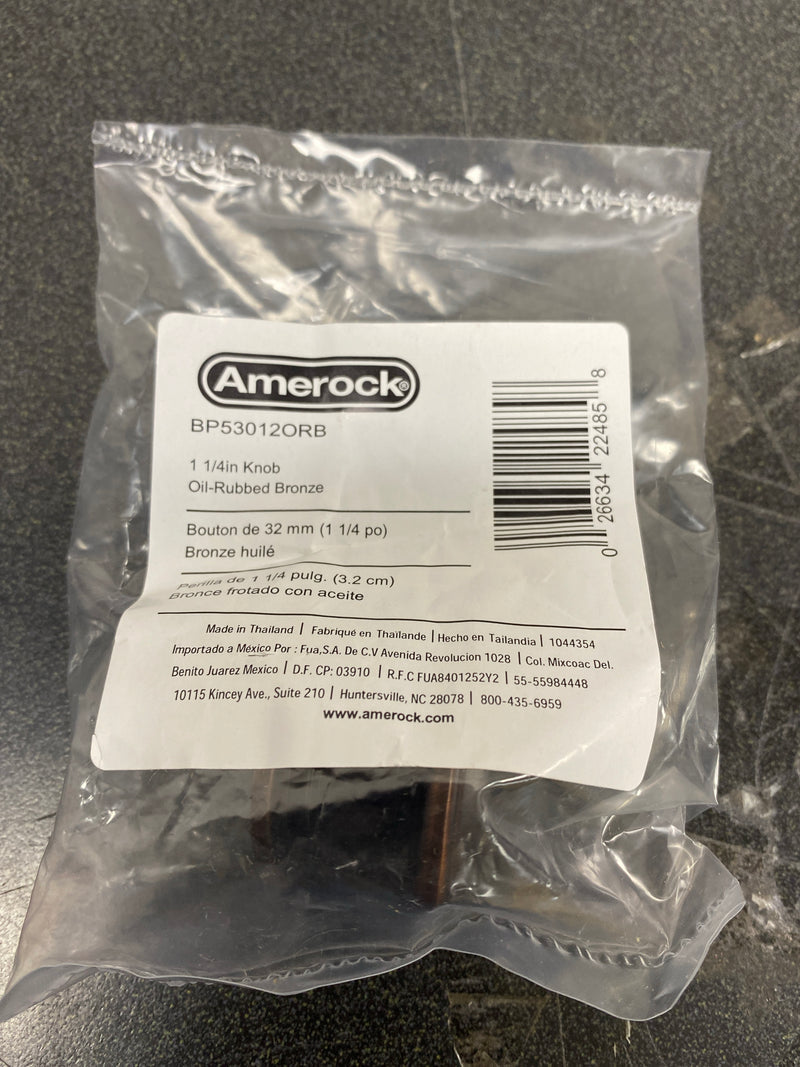 Amerock®
BP53012ORB
1 1/4in Knob
Oil-Rubbed Bronze
Bouton de 32 mm (1 1/4 po)
Bronze huilé
Perilla de 1 1/4 pulg. (3.2 cm)
Bronce frotado con aceite
0 26634 22485 8
Made in Thailand | Fabriqué en Thaïlande | Hecho en Tailandia | 1044354
Importado a México Por : Fua,S.A. De C.V Avenida Revolucion 1028 | Col. Mixcoac Del.
Benito Juarez Mexico | D.F. CP: 03910 | R.F.C FUA8401252Y2 | 55-55984448
10115 Kincey Ave., Suite 210 | Huntersville, NC 28078 | 800-435-6959
www.amerock.com